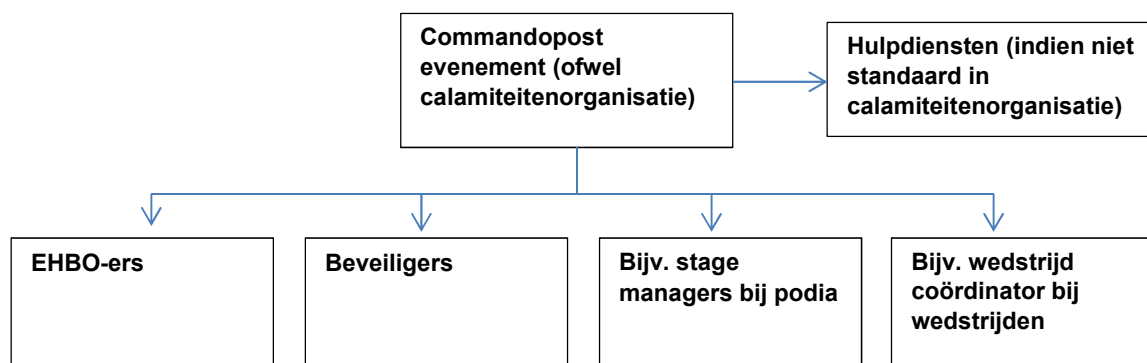 Commandopost
evenement (ofwel
calamiteitenorganisatie)
Hulpdiensten (indien niet
standaard in
calamiteitenorganisatie)
EHBO-ers
Beveiligers
Bijv. stage
managers bij podia
Bijv. wedstrijd
coördinator bij
wedstrijden